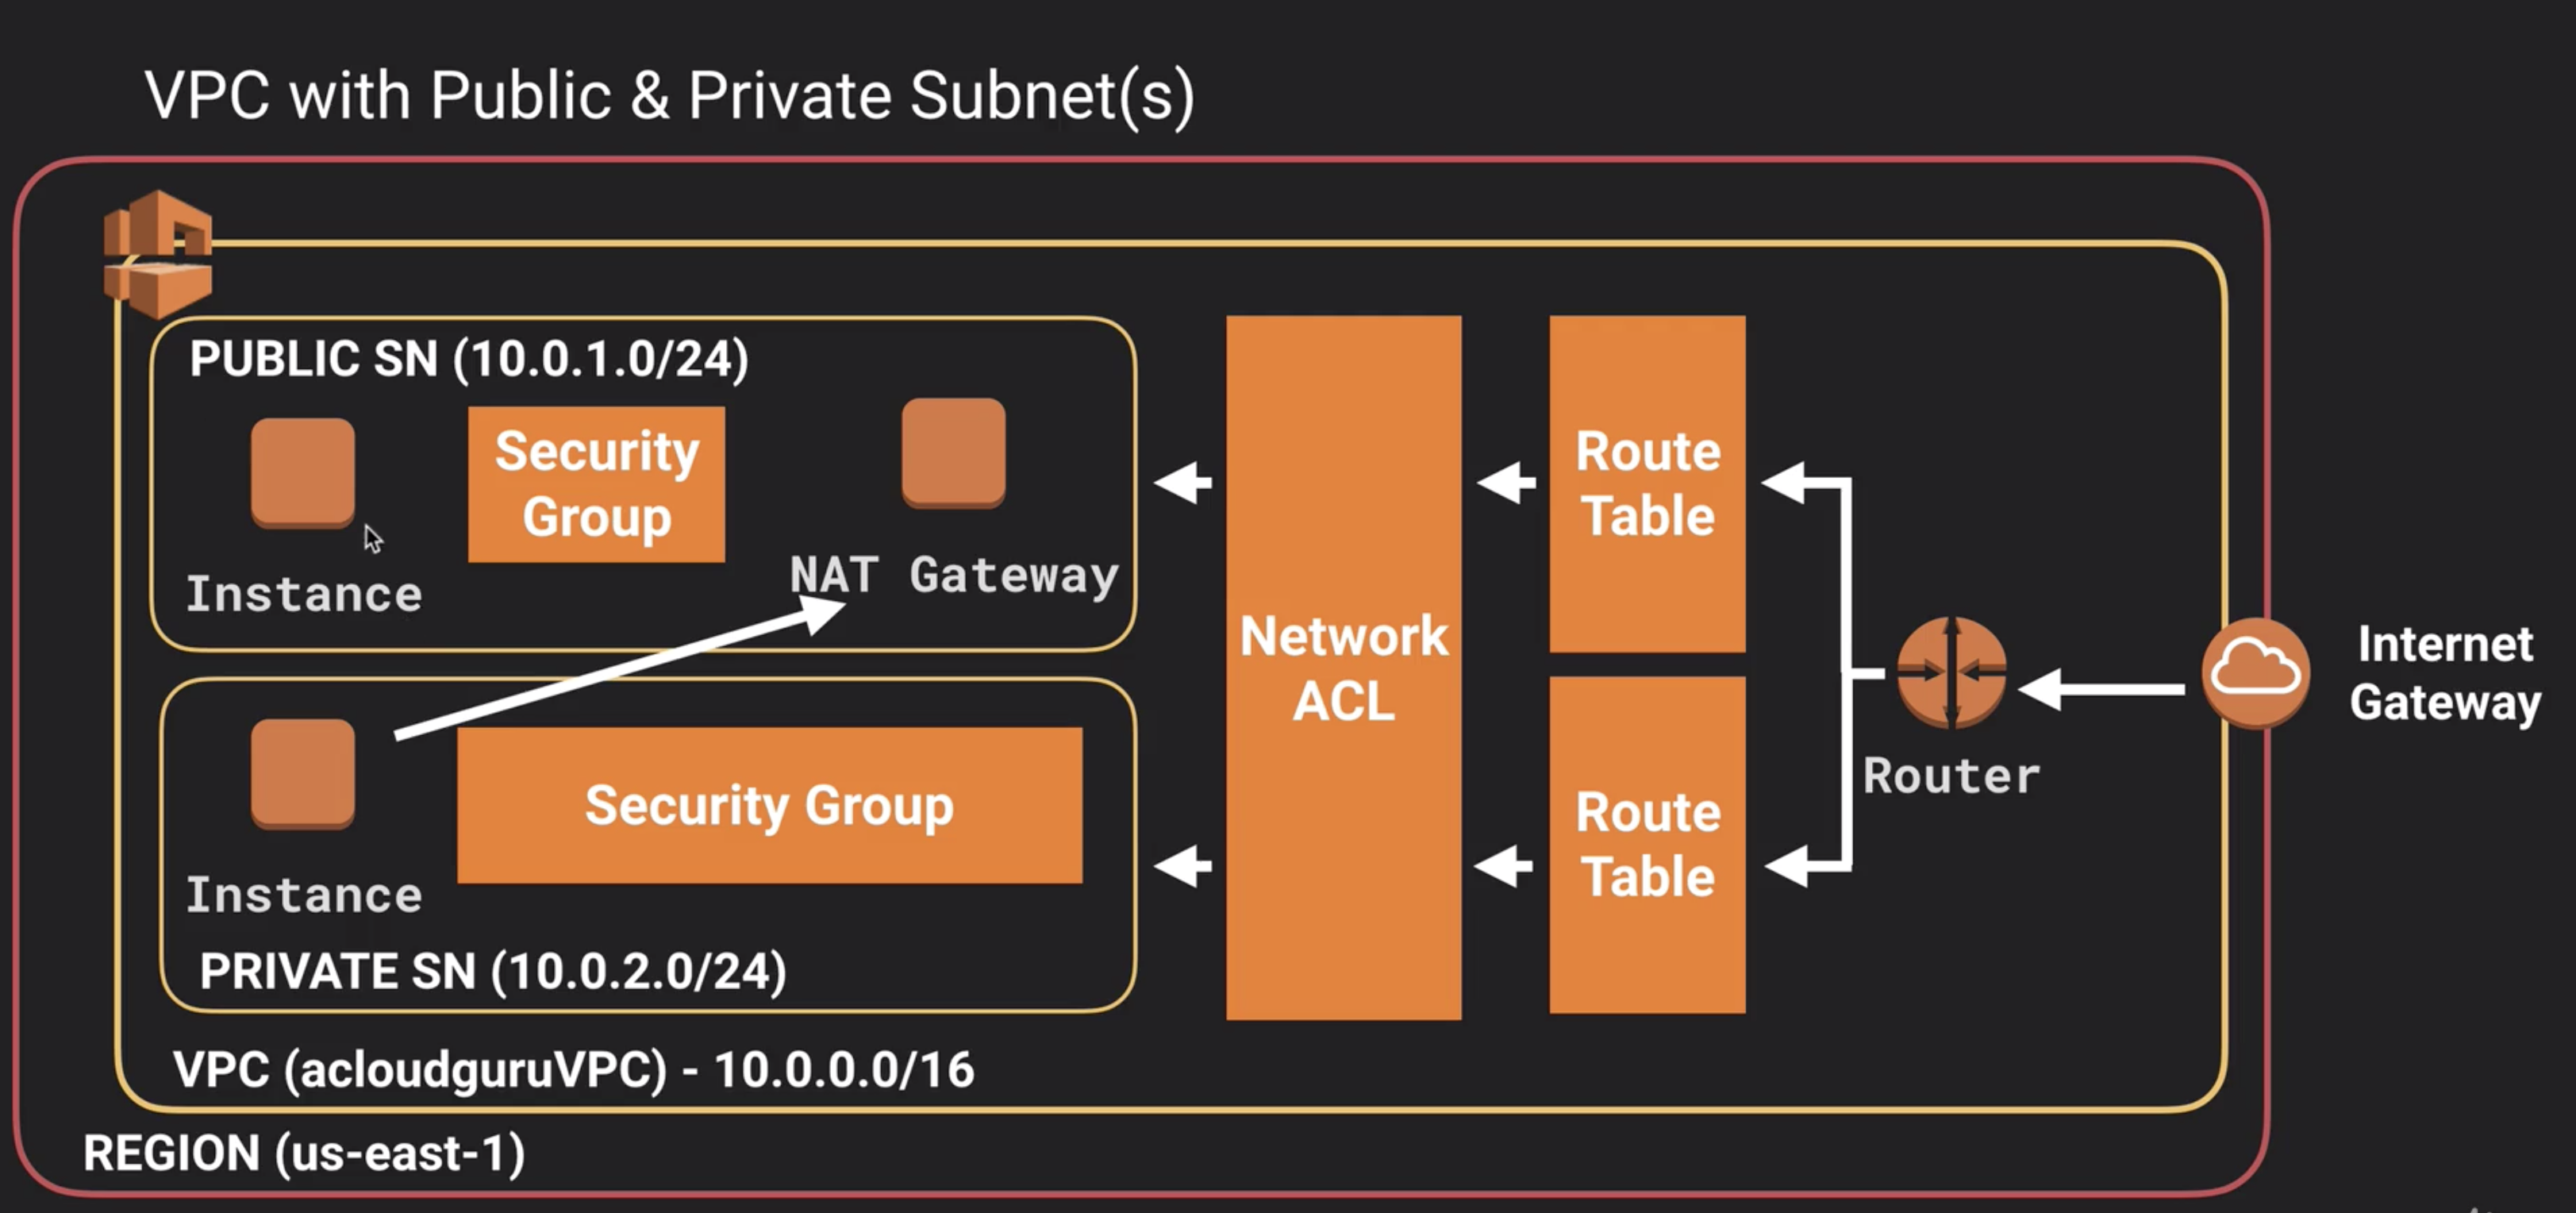 VPC with Public & Private Subnet(s)
PUBLIC SN (10.0.1.0/24)
Security
Group
Instance
NAT Gateway
Security Group
Instance
PRIVATE SN (10.0.2.0/24)
Network
ACL
Route
Table
Route
Table
Router
Internet
Gateway
VPC (acloudguruVPC) - 10.0.0.0/16
REGION (us-east-1)